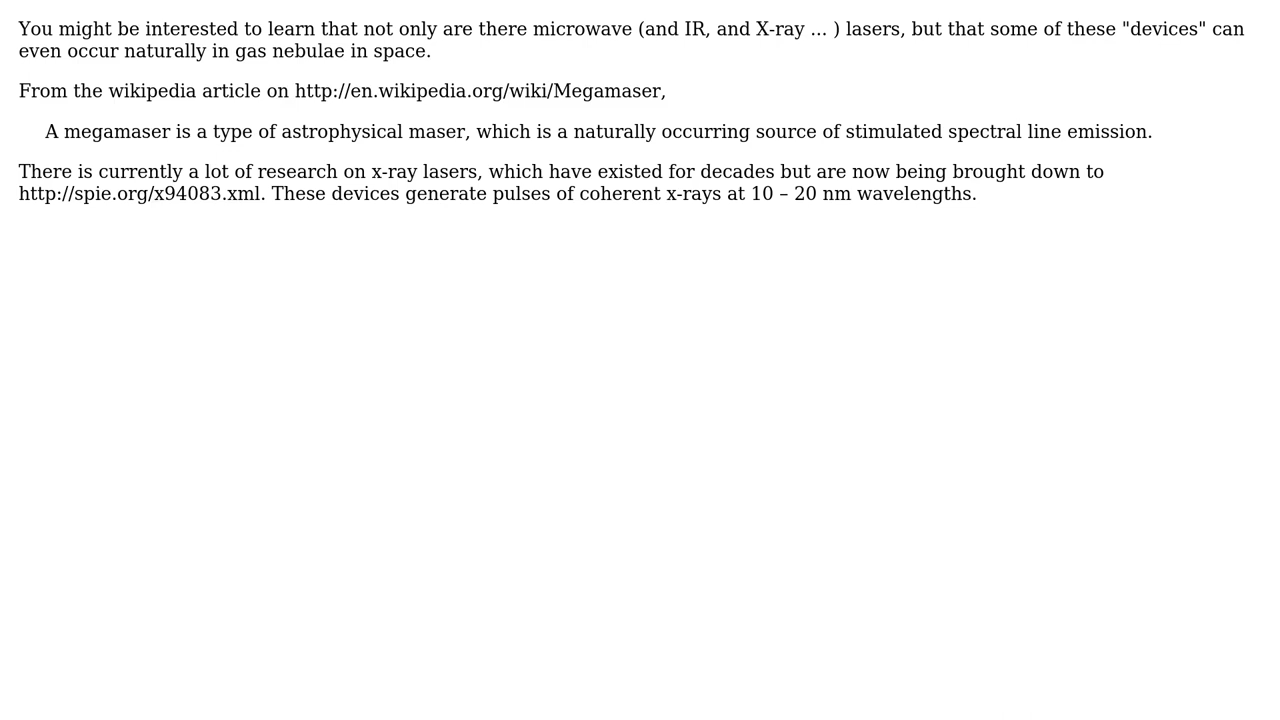 You might be interested to learn that not only are there microwave (and IR, and X-ray ... ) lasers, but that some of these "devices" can
even occur naturally in gas nebulae in space.
From the wikipedia article on http://en.wikipedia.org/wiki/Megamaser,
A megamaser is a type of astrophysical maser, which is a naturally occurring source of stimulated spectral line emission.
There is currently a lot of research on x-ray lasers, which have existed for decades but are now being brought down to
http://spie.org/x94083.xml. These devices generate pulses of coherent x-rays at 10 – 20 nm wavelengths.